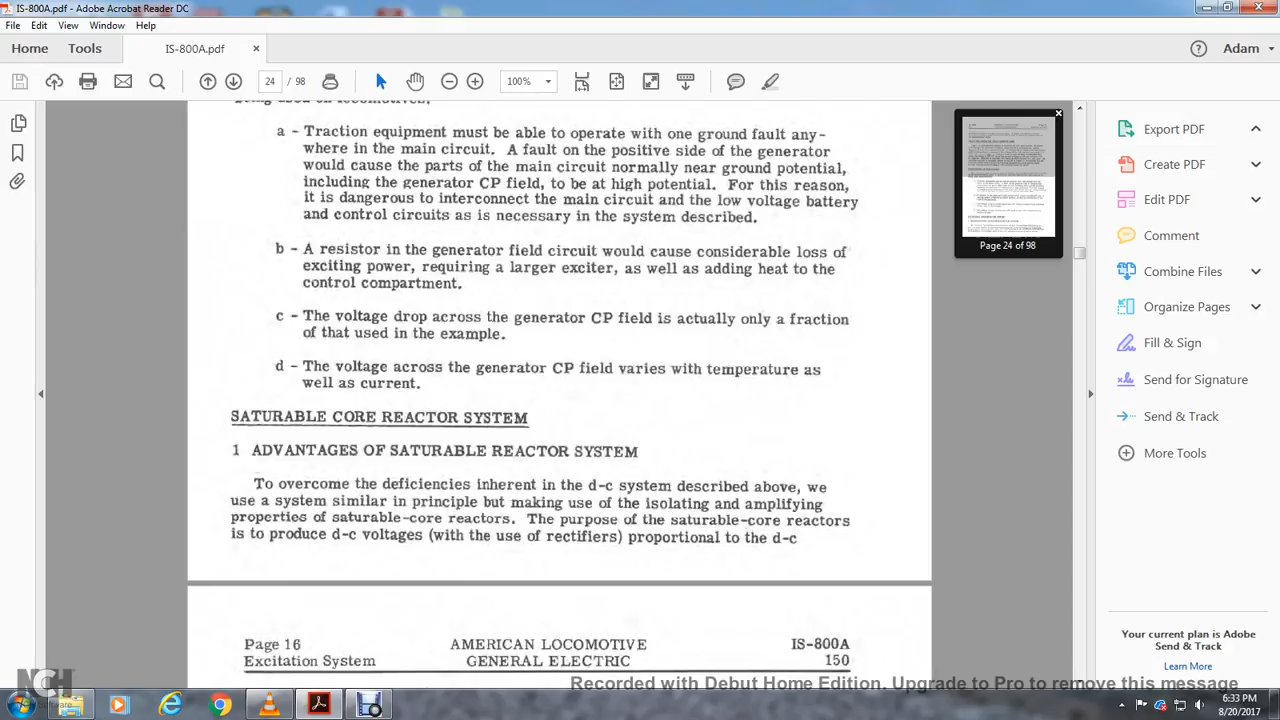 IS-800A.pdf - Adobe Acrobat Reader DC
File Edit View Window Help
Home Tools IS-800A.pdf × Adam
24 / 98 100%
being used on locomotives.
a - Traction equipment must be able to operate with one ground fault any-
where in the main circuit. A fault on the positive side of the generator
would cause the parts of the main circuit normally near ground potential,
including the generator CP field, to be at high potential. For this reason,
it is dangerous to interconnect the main circuit and the low voltage battery
and control circuits as is necessary in the system described.
b - A resistor in the generator field circuit would cause considerable loss of
exciting power, requiring a larger exciter, as well as adding heat to the
control compartment.
c - The voltage drop across the generator CP field is actually only a fraction
of that used in the example.
d - The voltage across the generator CP field varies with temperature as
well as current.
SATURABLE CORE REACTOR SYSTEM
1 ADVANTAGES OF SATURABLE REACTOR SYSTEM
To overcome the deficiencies inherent in the d-c system described above, we
use a system similar in principle but making use of the isolating and amplifying
properties of saturable-core reactors. The purpose of the saturable-core reactors
is to produce d-c voltages (with the use of rectifiers) proportional to the d-c
Page 16 AMERICAN LOCOMOTIVE IS-800A
Excitation System GENERAL ELECTRIC 150
Page 24 of 98
Export PDF
Create PDF
Edit PDF
Comment
Combine Files
Organize Pages
Fill & Sign
Send for Signature
Send & Track
More Tools
Your current plan is Adobe
Send & Track
Learn More
NCH
Software
Recorded with Debut Home Edition. Upgrade to Pro to remove this message
6:33 PM
8/20/2017